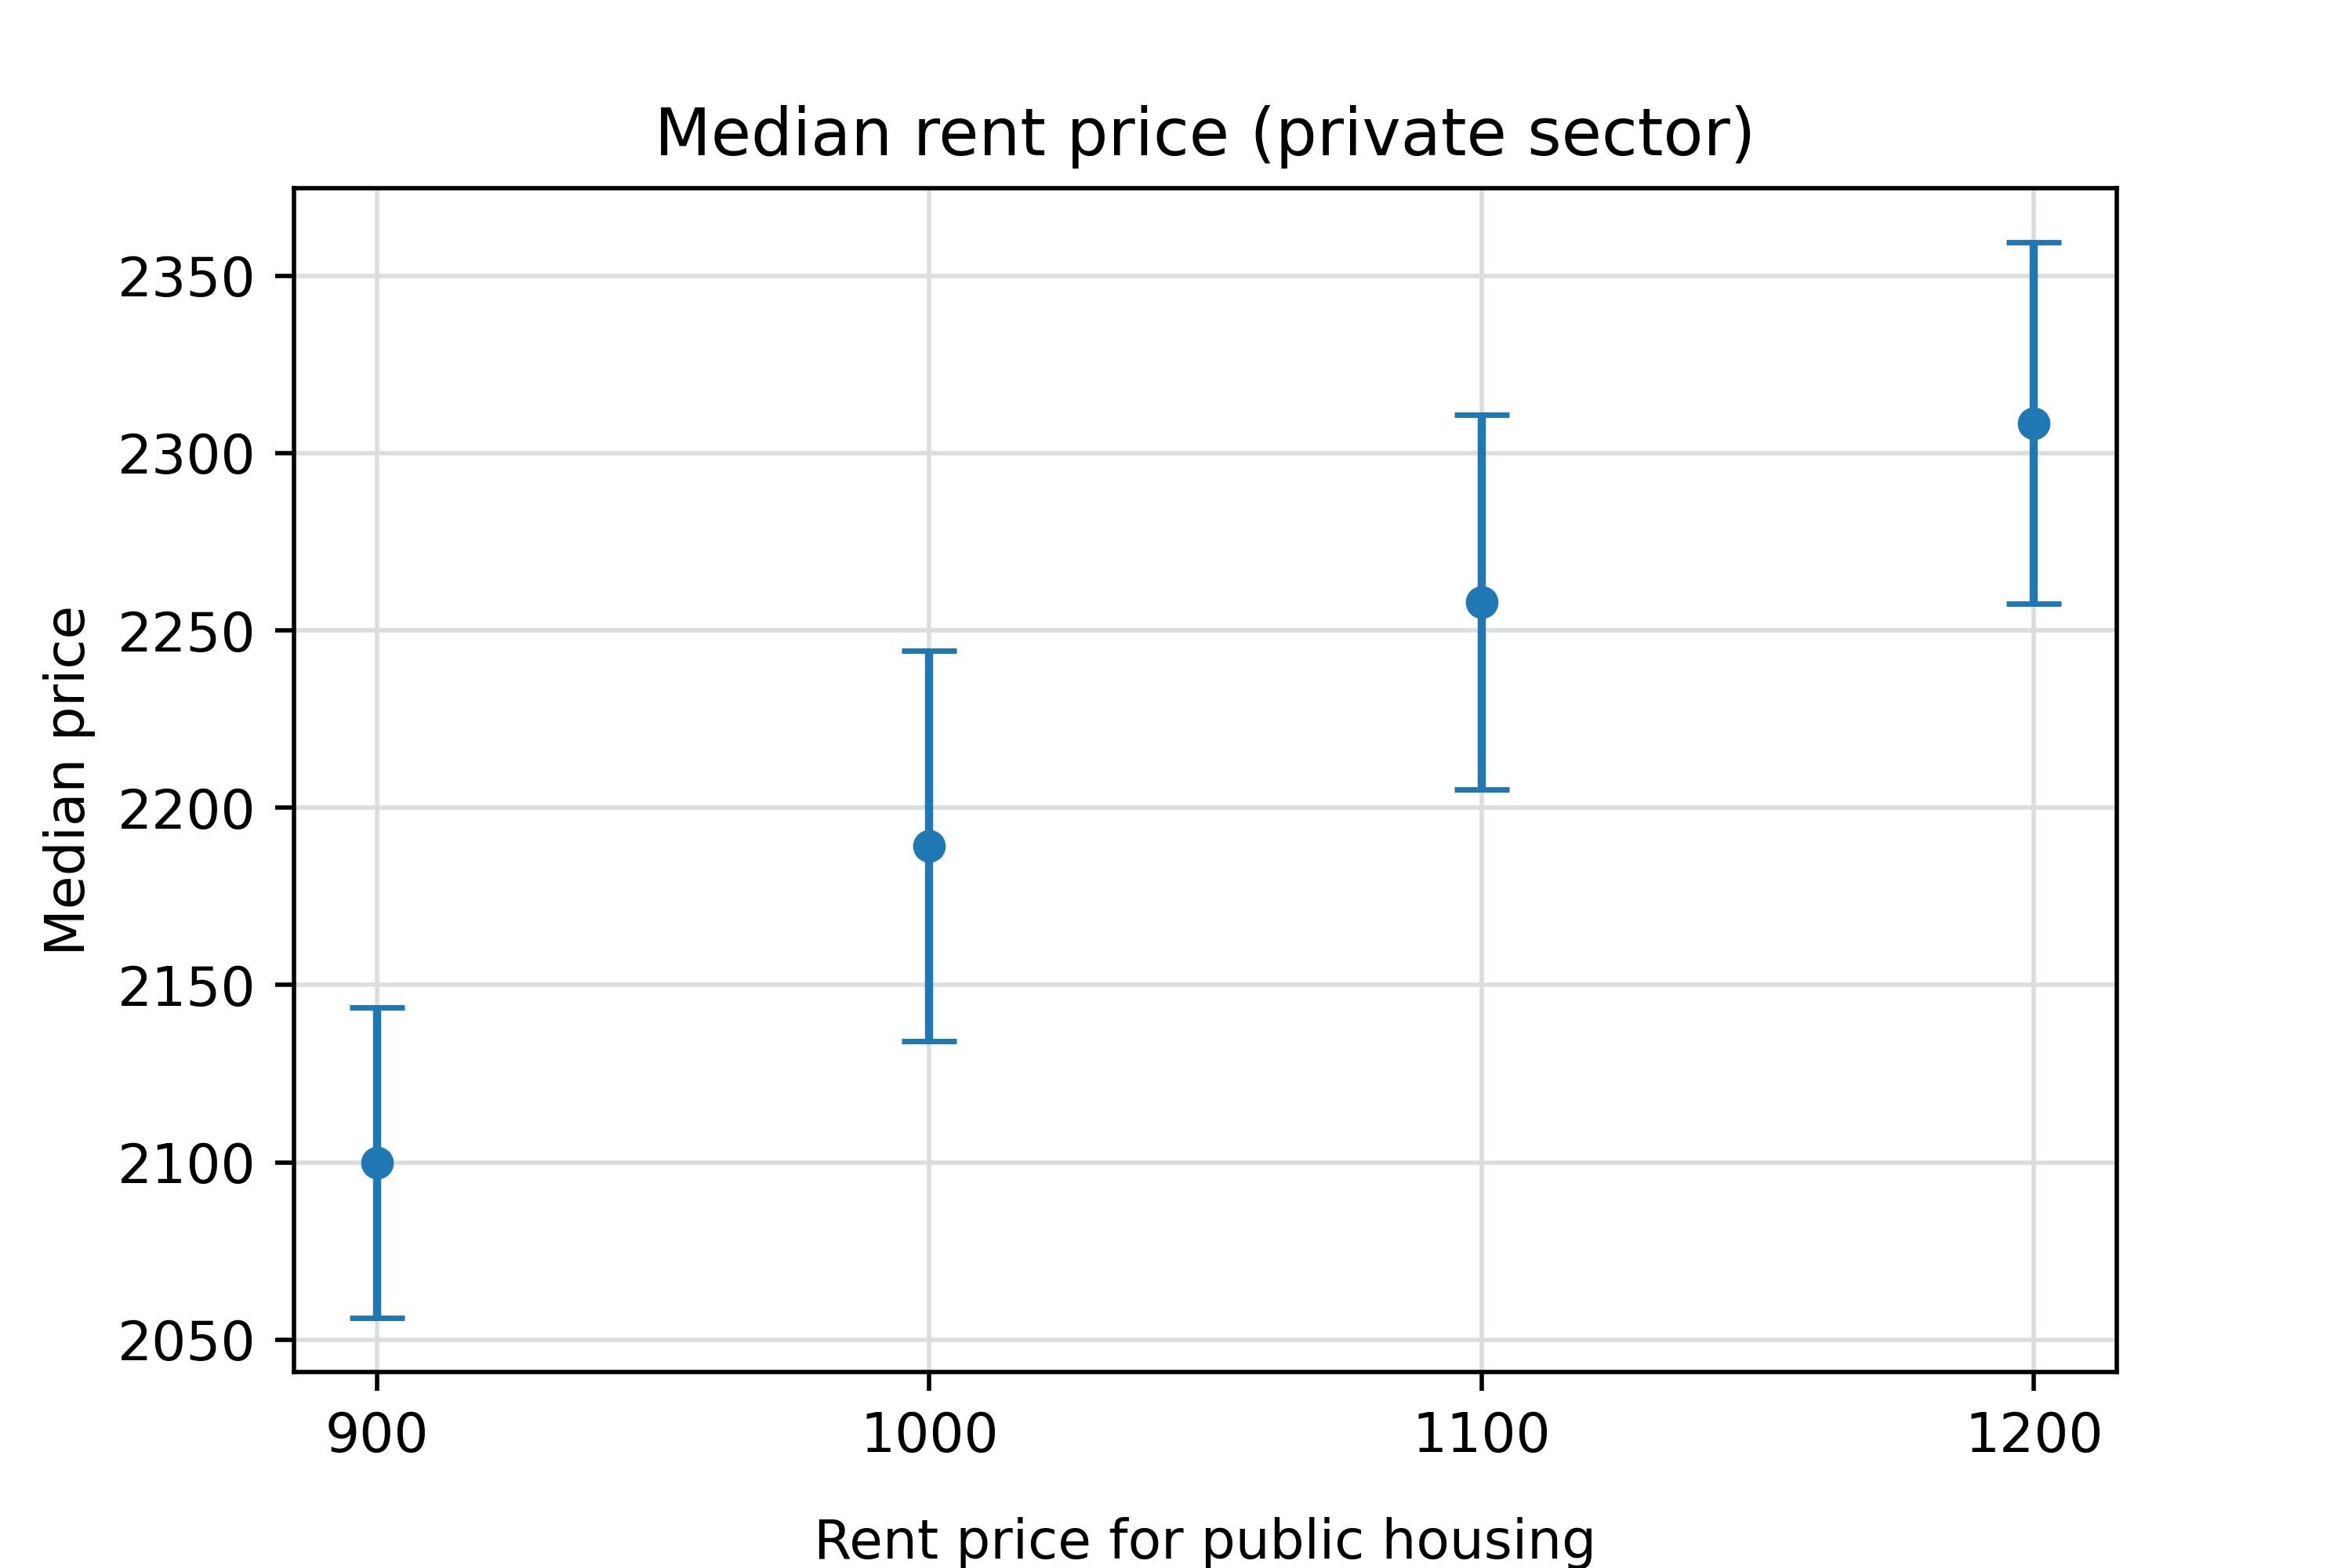 Median rent price (private sector)
Median price
2350
2300
2250
2200
2150
2100
2050
900 1000 1100 1200
Rent price for public housing